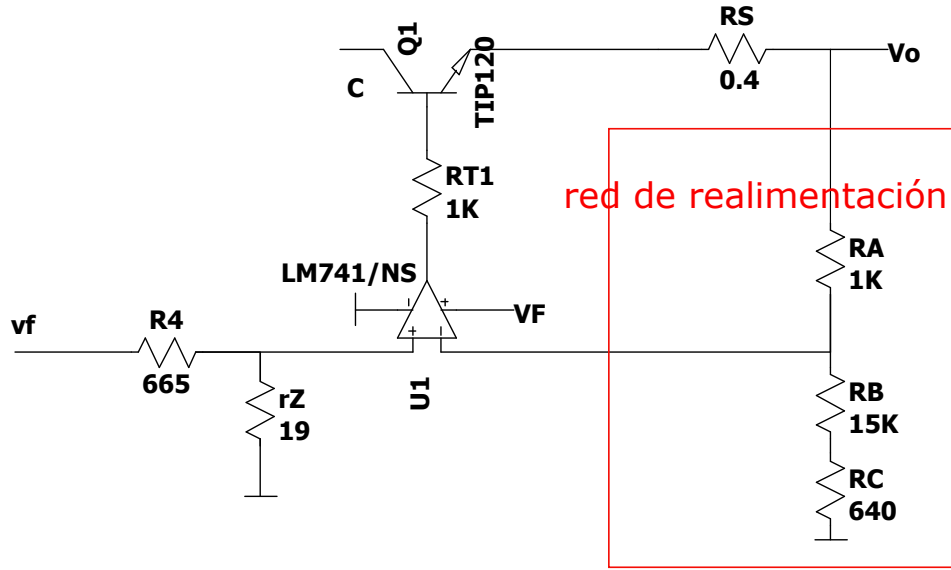 RS
0.4
Vo
Q1
C
TIP120
RT1
1K
red de realimentación
RA
1K
LM741/NS
VF
vf
R4
665
U1
rZ
19
RB
15K
RC
640